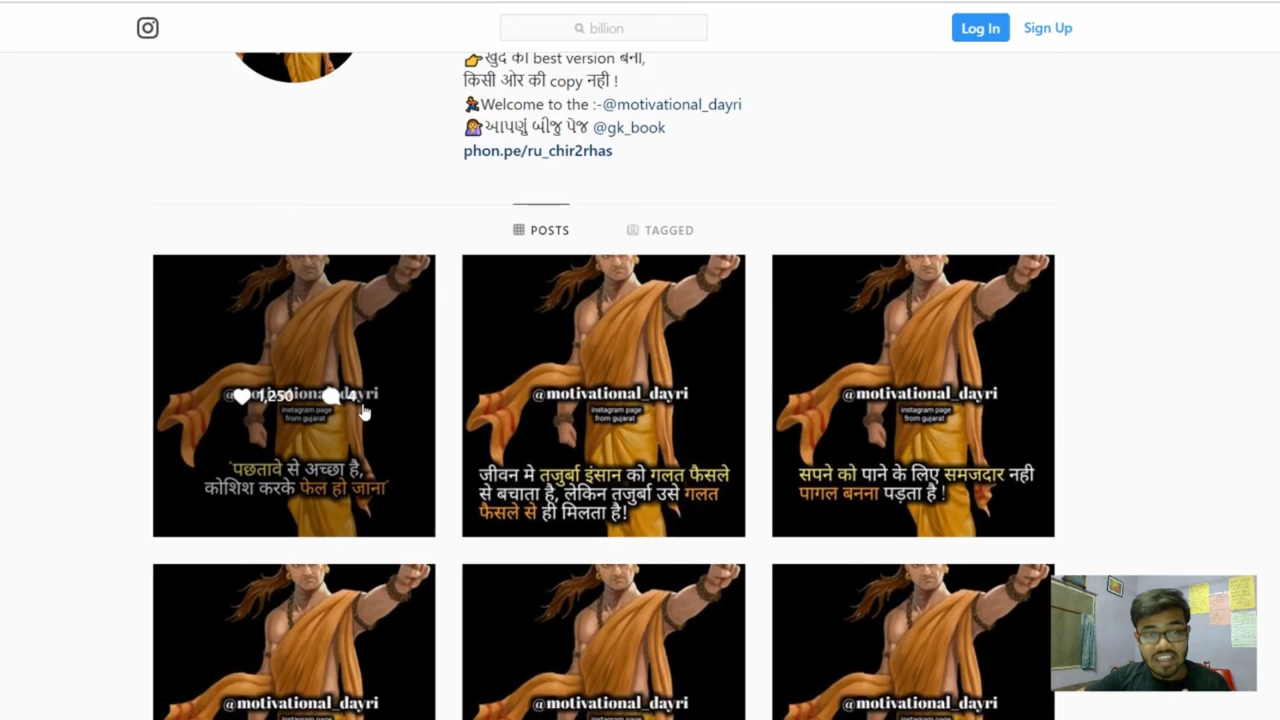 billion
Log In
Sign Up
👉खुद का best version बनो,
किसी ओर की copy नही !
Welcome to the :-@motivational_dayri
આપણું બીજુ પેજ @gk_book
phon.pe/ru_chir2rhas
POSTS
TAGGED
@motivational_dayri
1,250
4
instagram page
from gujarat
"पछतावे से अच्छा है,
कोशिश करके फेल हो जाना"
@motivational_dayri
instagram page
from gujarat
जीवन मे तजुर्बा इंसान को गलत फैसले
से बचाता है, लेकिन तजुर्बा उसे गलत
फैसले से ही मिलता है!
@motivational_dayri
instagram page
from gujarat
सपने को पाने के लिए समजदार नही
पागल बनना पड़ता है !
@motivational_dayri
@motivational_dayri
@motivational_dayri